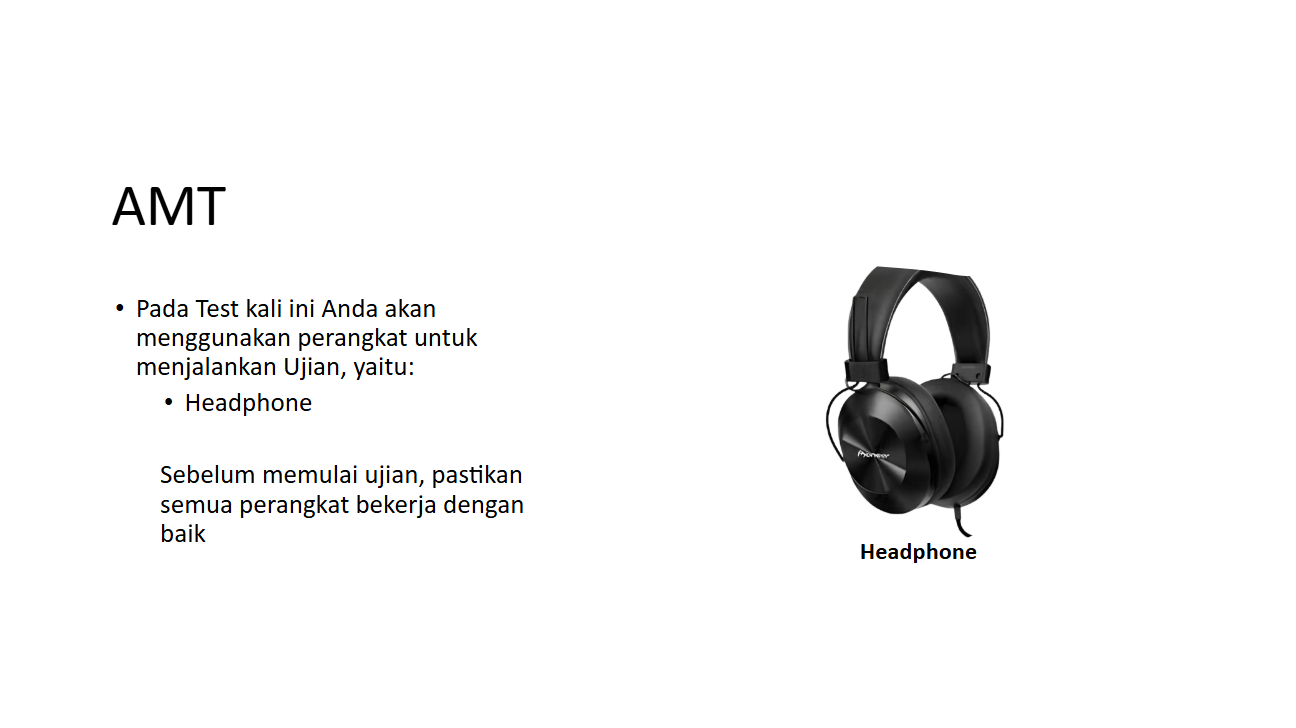 AMT
• Pada Test kali ini Anda akan
menggunakan perangkat untuk
menjalankan Ujian, yaitu:
• Headphone
Sebelum memulai ujian, pastikan
semua perangkat bekerja dengan
baik
Pioneer
Headphone